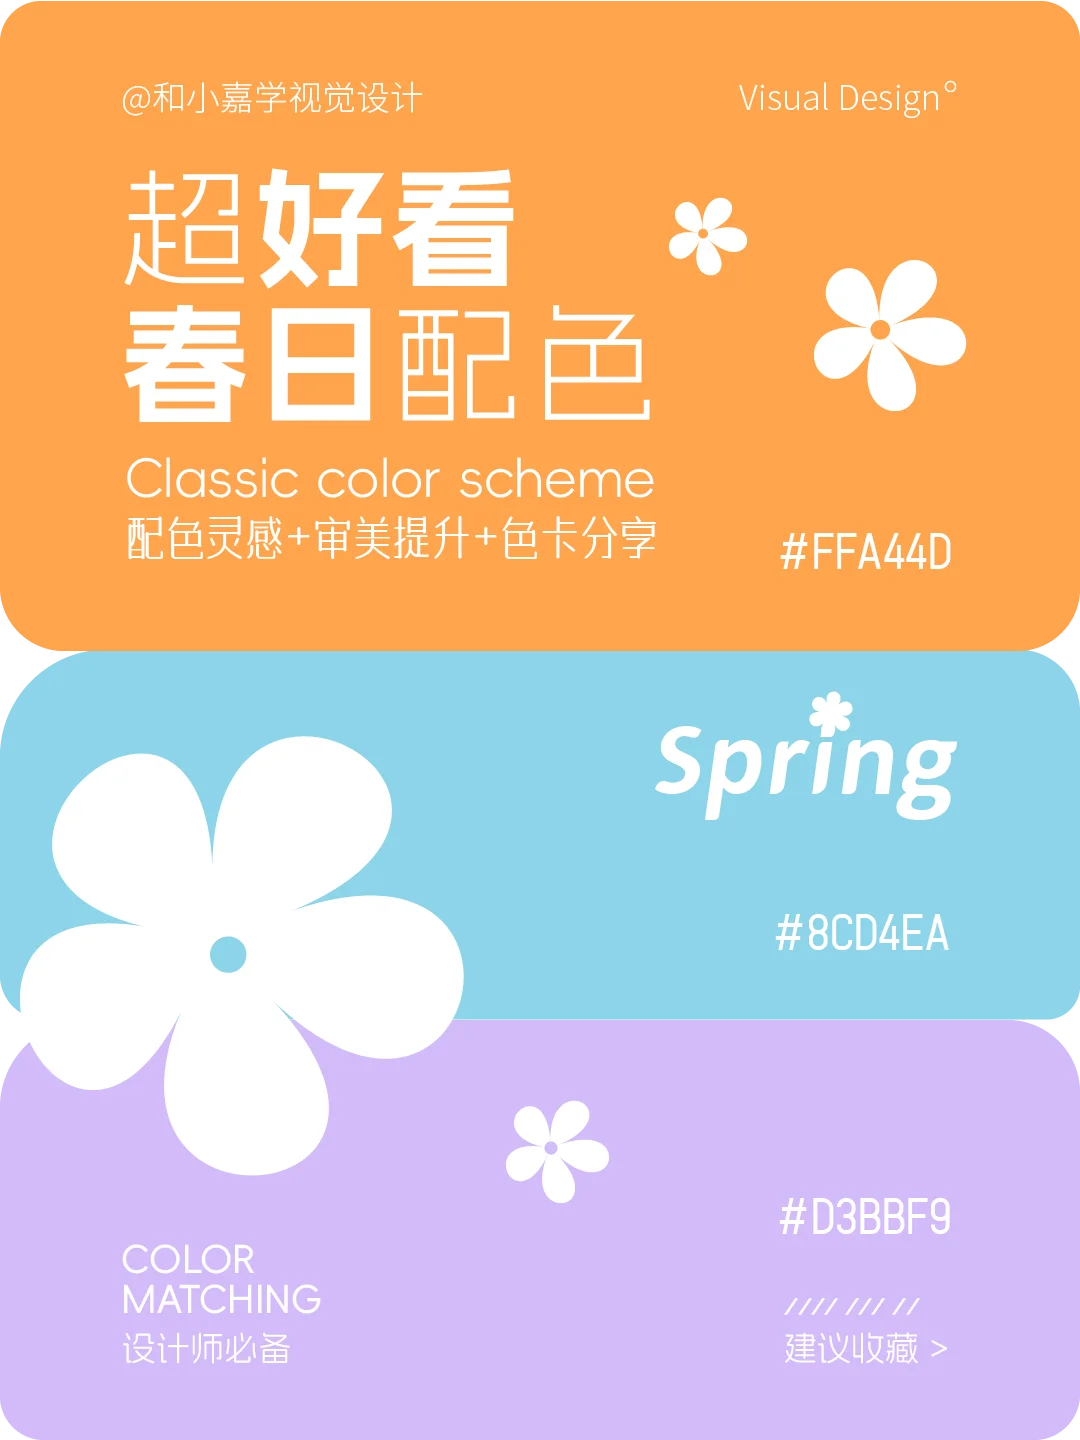 @和小嘉学视觉设计
Visual Design°
超好看
春日配色
Classic color scheme
配色灵感+审美提升+色卡分享
#FFA44D
Spring
#8CD4EA
#D3BBF9
COLOR
MATCHING
设计师必备
//// /// //
建议收藏 >